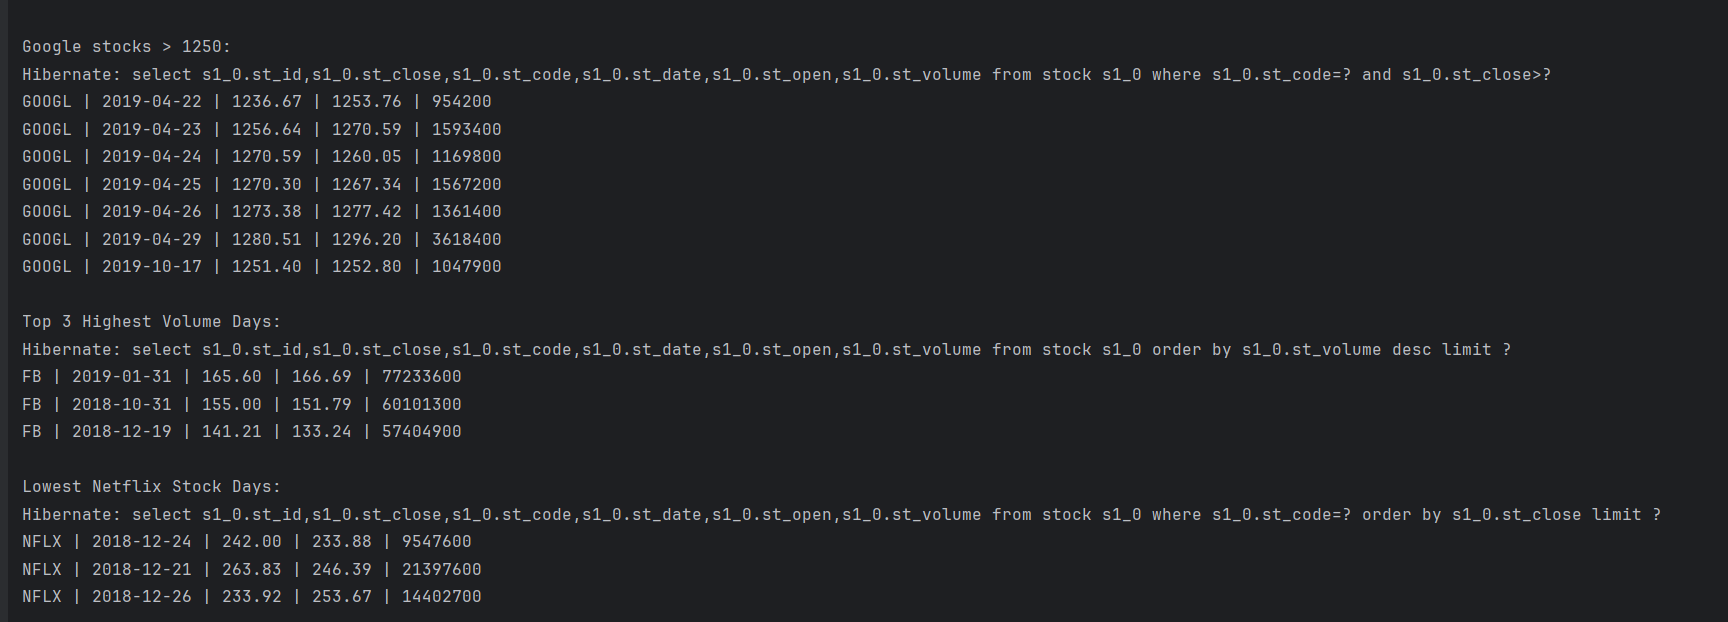 Google stocks > 1250:
Hibernate: select s1_0.st_id,s1_0.st_close,s1_0.st_code,s1_0.st_date,s1_0.st_open,s1_0.st_volume from stock s1_0 where s1_0.st_code=? and s1_0.st_close>?
GOOGL | 2019-04-22 | 1236.67 | 1253.76 | 954200
GOOGL | 2019-04-23 | 1256.64 | 1270.59 | 1593400
GOOGL | 2019-04-24 | 1270.59 | 1260.05 | 1169800
GOOGL | 2019-04-25 | 1270.30 | 1267.34 | 1567200
GOOGL | 2019-04-26 | 1273.38 | 1277.42 | 1361400
GOOGL | 2019-04-29 | 1280.51 | 1296.20 | 3618400
GOOGL | 2019-10-17 | 1251.40 | 1252.80 | 1047900
Top 3 Highest Volume Days:
Hibernate: select s1_0.st_id,s1_0.st_close,s1_0.st_code,s1_0.st_date,s1_0.st_open,s1_0.st_volume from stock s1_0 order by s1_0.st_volume desc limit ?
FB | 2019-01-31 | 165.60 | 166.69 | 77233600
FB | 2018-10-31 | 155.00 | 151.79 | 60101300
FB | 2018-12-19 | 141.21 | 133.24 | 57404900
Lowest Netflix Stock Days:
Hibernate: select s1_0.st_id,s1_0.st_close,s1_0.st_code,s1_0.st_date,s1_0.st_open,s1_0.st_volume from stock s1_0 where s1_0.st_code=? order by s1_0.st_close limit ?
NFLX | 2018-12-24 | 242.00 | 233.88 | 9547600
NFLX | 2018-12-21 | 263.83 | 246.39 | 21397600
NFLX | 2018-12-26 | 233.92 | 253.67 | 14402700